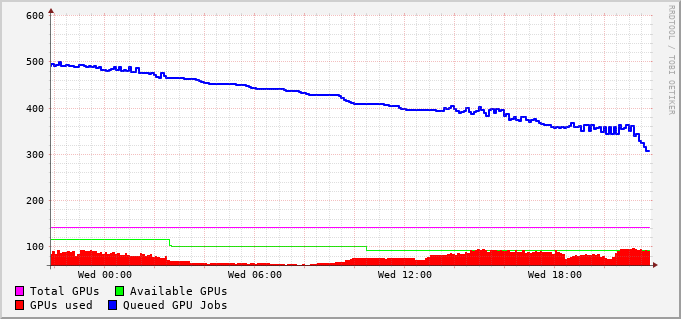 600
500
400
300
200
100
Wed 00:00 Wed 06:00 Wed 12:00 Wed 18:00
Total GPUs Available GPUs
GPUs used Queued GPU Jobs
RRDTOOL / TOBI OETIKER